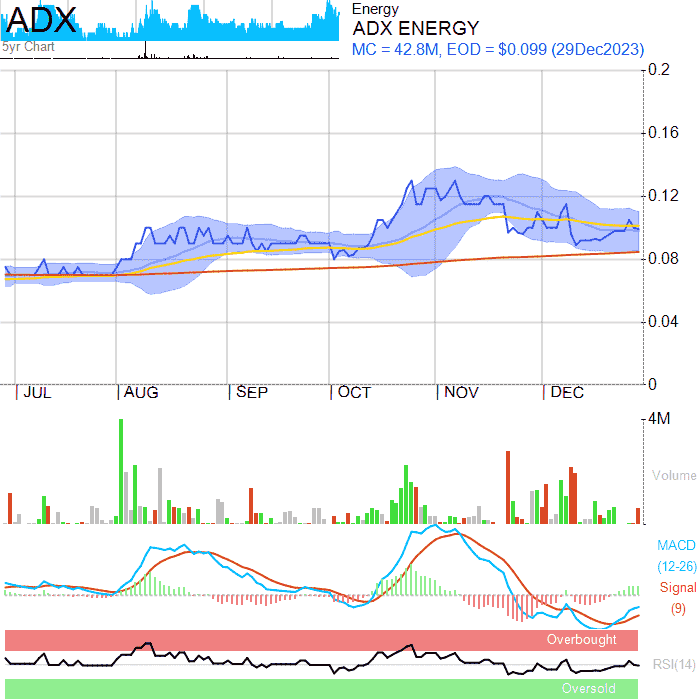 ADX
5yr Chart
Energy
ADX ENERGY
MC = 42.8M, EOD = $0.099 (29Dec2023)
0.2
0.16
0.12
0.08
0.04
0
JUL AUG SEP OCT NOV DEC
4M
Volume
MACD
(12-26)
Signal
(9)
Overbought
RSI(14)
Oversold